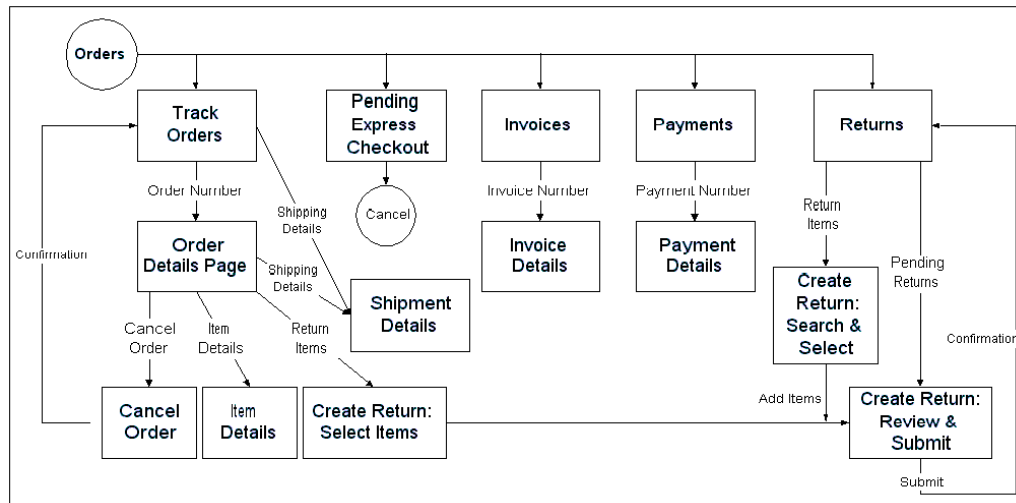 Orders
Track
Orders
Pending
Express
Checkout
Invoices
Payments
Returns
Order Number
Shipping
Details
Cancel
Invoice Number
Payment Number
Return
Items
Confirmation
Order
Details Page
Shipping
Details
Invoice
Details
Payment
Details
Pending
Returns
Shipment
Details
Create
Return:
Search &
Select
Cancel
Order
Item
Details
Return
Items
Confirmation
Add Items
Cancel
Order
Item
Details
Create Return:
Select Items
Create Return:
Review &
Submit
Submit